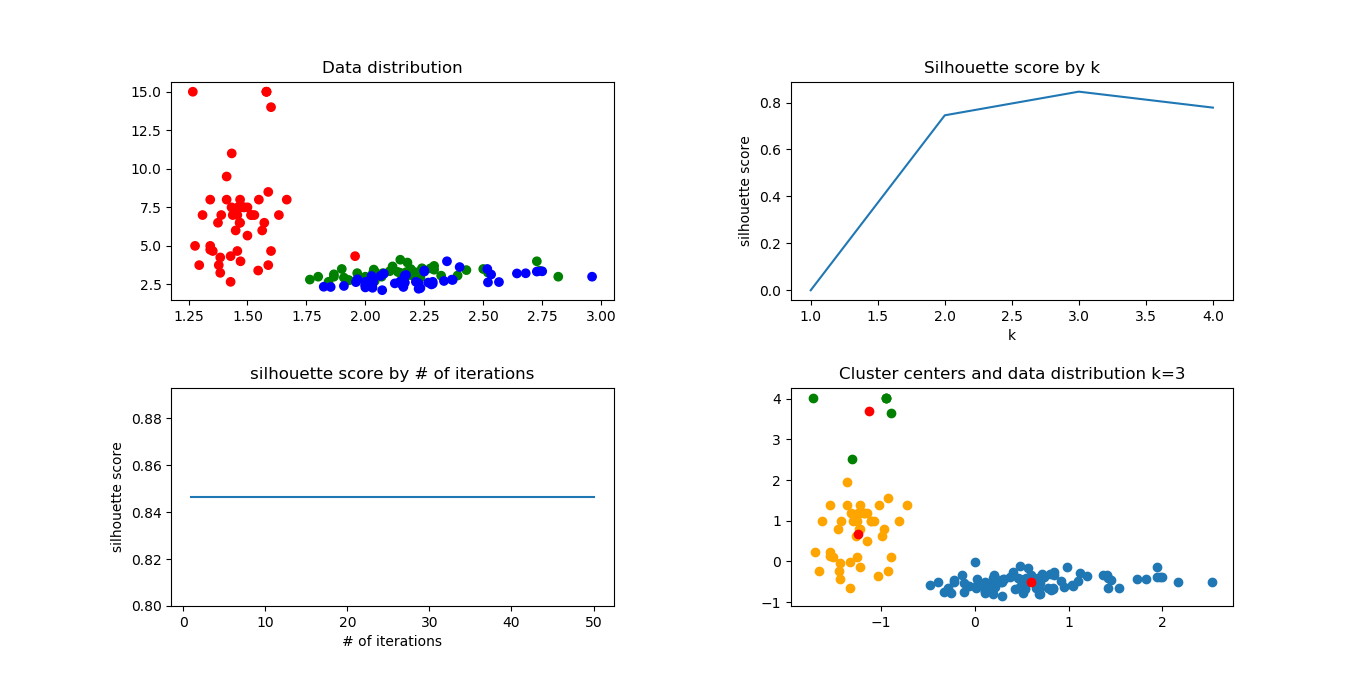 Data distribution
15.0
12.5
10.0
7.5
5.0
2.5
1.25 1.50 1.75 2.00 2.25 2.50 2.75 3.00
Silhouette score by k
silhouette score
0.8
0.6
0.4
0.2
0.0
1.0 1.5 2.0 2.5 3.0 3.5 4.0
k
silhouette score by # of iterations
silhouette score
0.88
0.86
0.84
0.82
0.80
0 10 20 30 40 50
# of iterations
Cluster centers and data distribution k=3
4
3
2
1
0
−1
−1 0 1 2